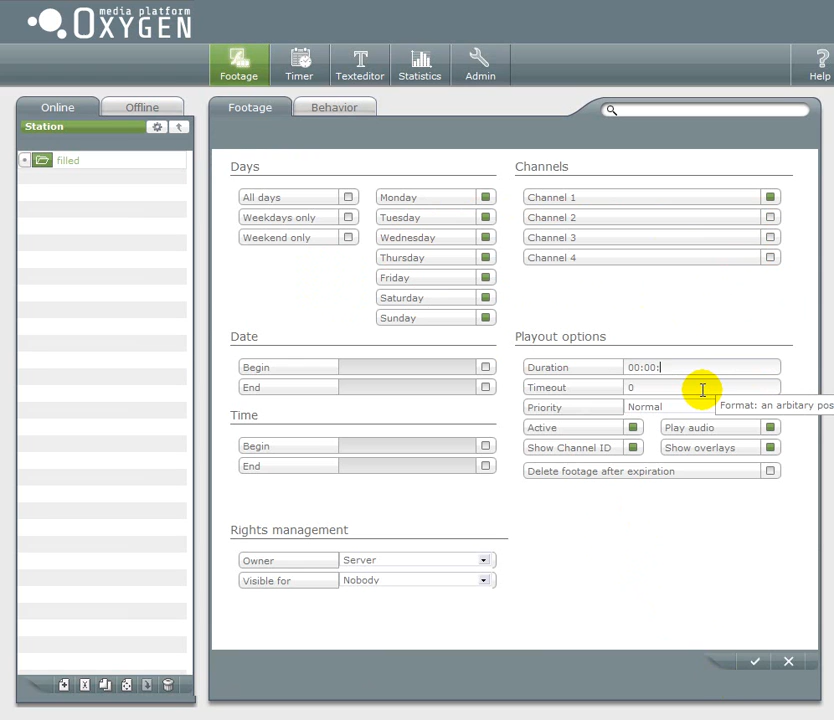 media platform
OXYGEN
Footage
Timer
Texteditor
Statistics
Admin
Help
Online
Offline
Station
filled
Footage
Behavior
Days
All days
Weekdays only
Weekend only
Monday
Tuesday
Wednesday
Thursday
Friday
Saturday
Sunday
Channels
Channel 1
Channel 2
Channel 3
Channel 4
Date
Begin
End
Time
Begin
End
Playout options
Duration 00:00:
Timeout 0
Priority Normal
Format: an arbitary pos
Active
Play audio
Show Channel ID
Show overlays
Delete footage after expiration
Rights management
Owner Server
Visible for Nobody